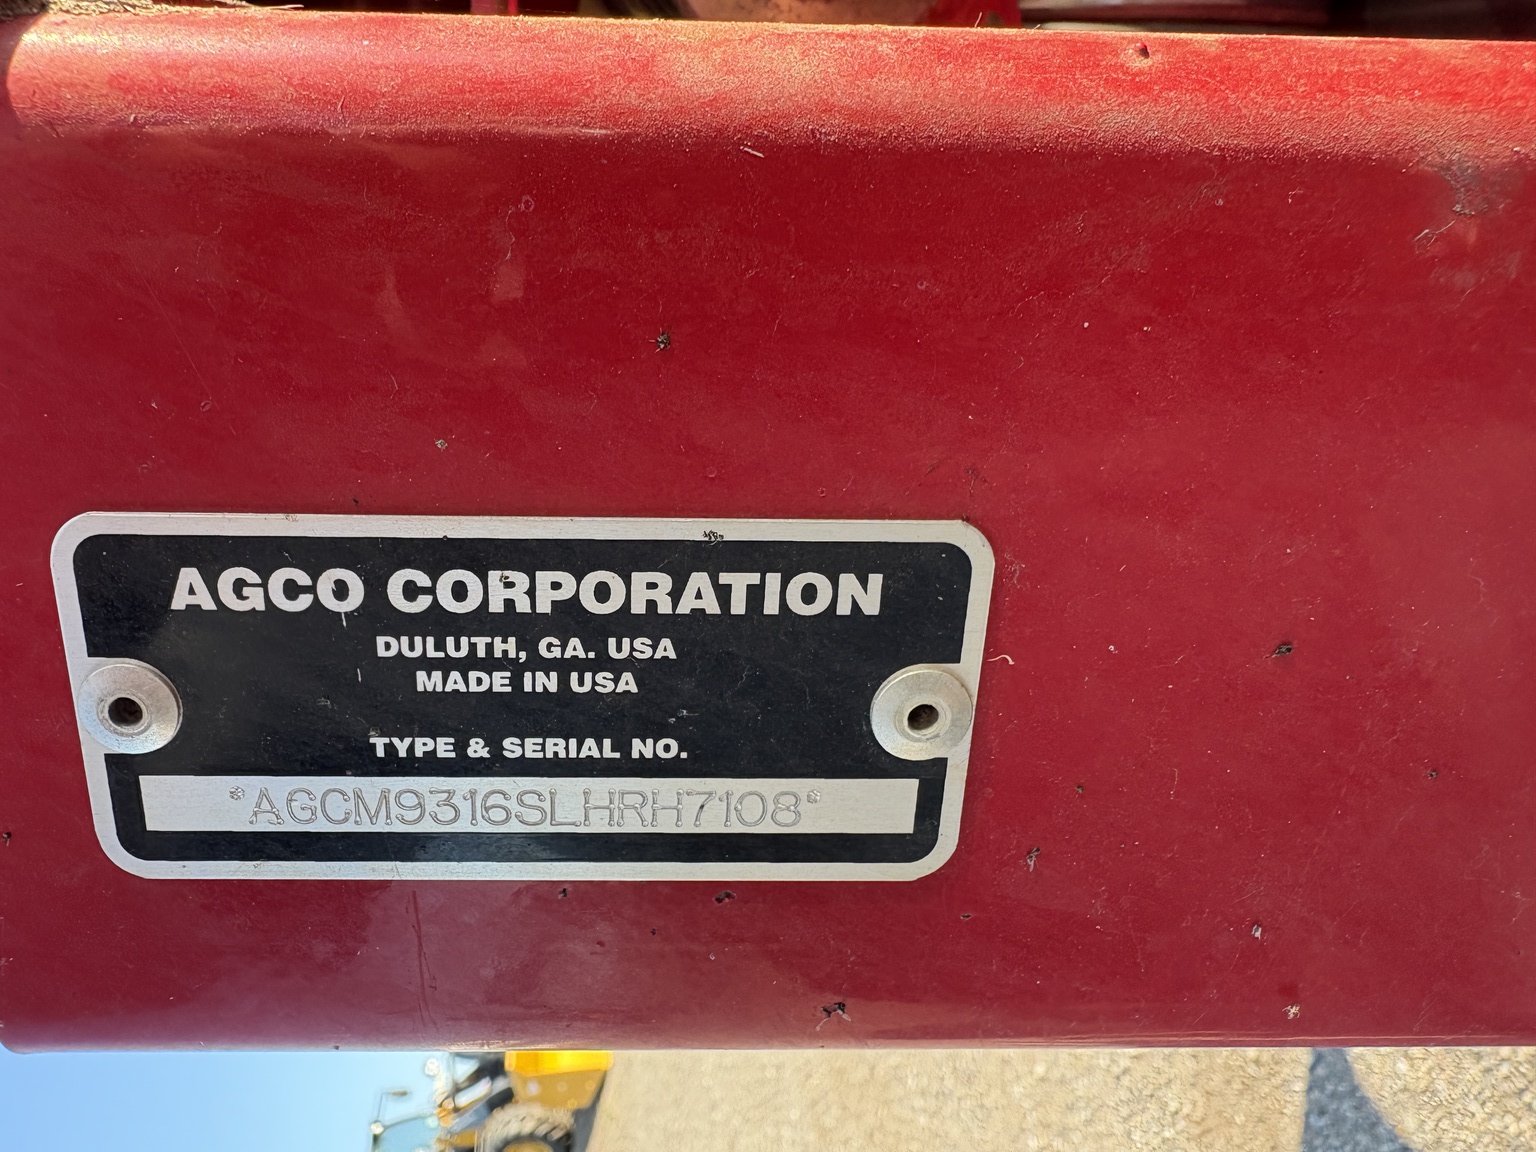 AGCO CORPORATION
DULUTH, GA. USA
MADE IN USA
TYPE & SERIAL NO.
*AGCM9316SLHRH7108*